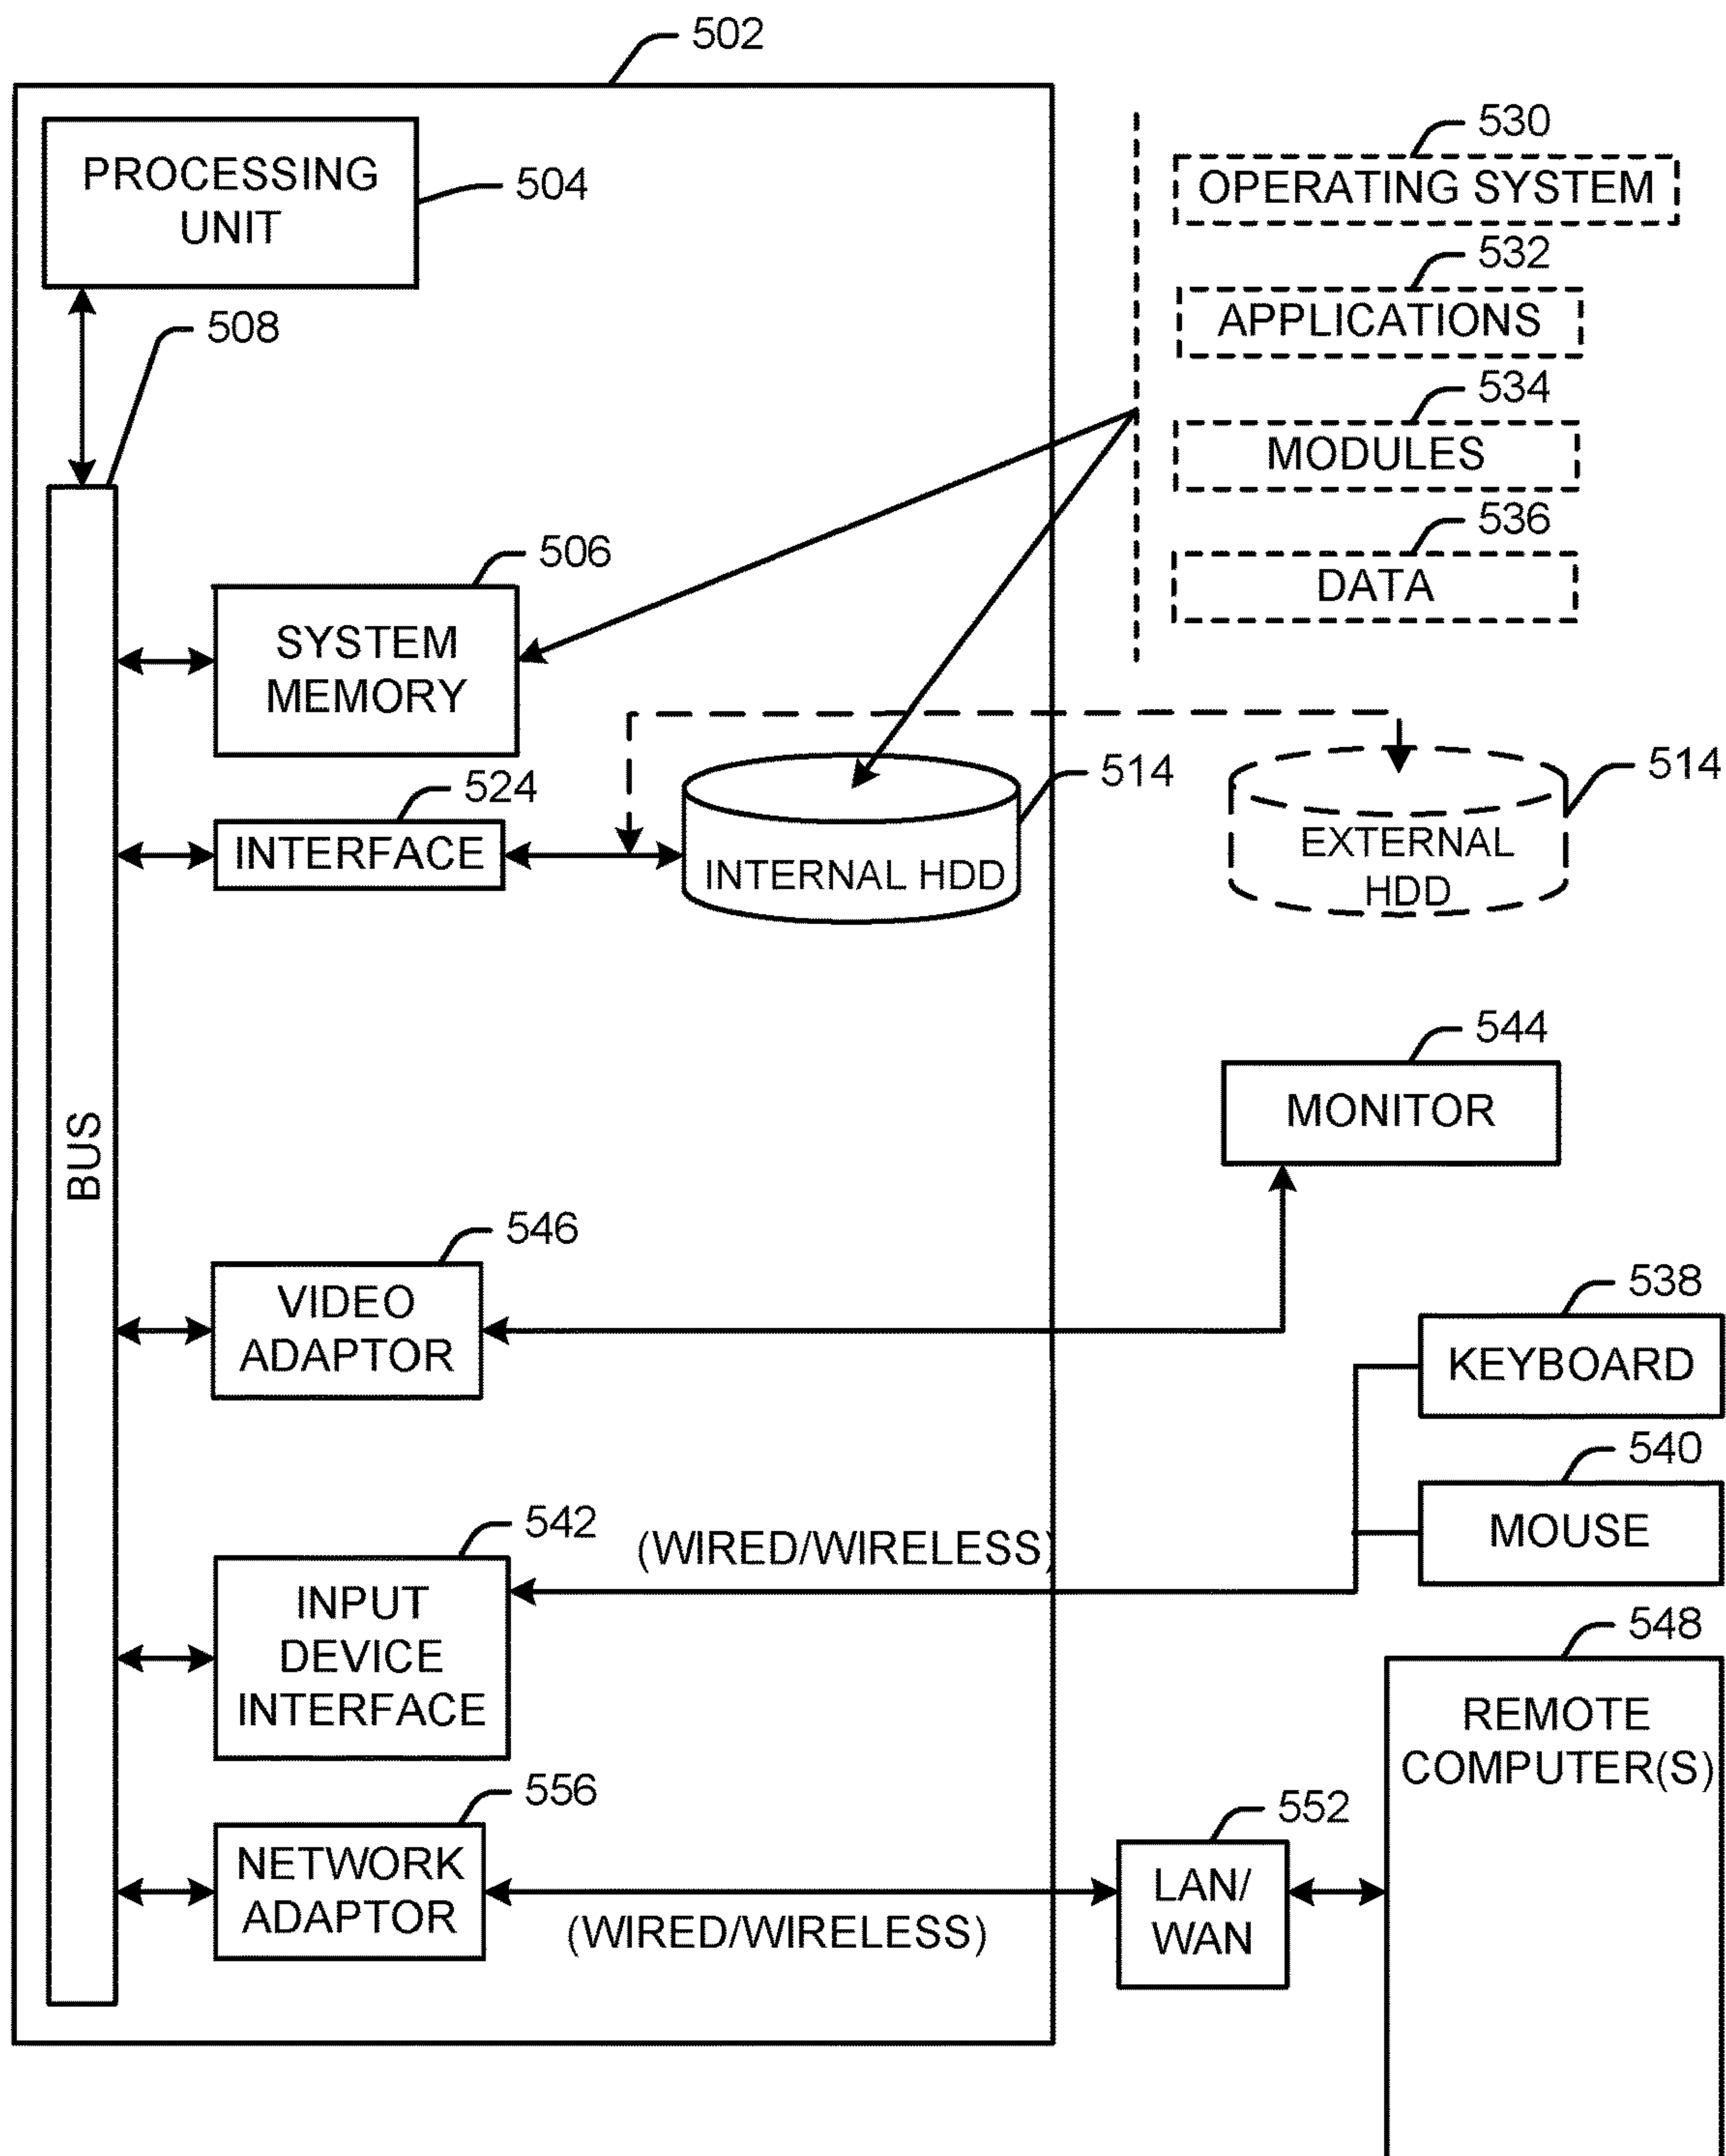 502
PROCESSING
UNIT
504
508
530
OPERATING SYSTEM
532
APPLICATIONS
534
MODULES
536
DATA
506
SYSTEM
MEMORY
524
INTERFACE
514
INTERNAL HDD
514
EXTERNAL
HDD
544
MONITOR
BUS
546
VIDEO
ADAPTOR
538
KEYBOARD
540
MOUSE
542
(WIRED/WIRELESS)
INPUT
DEVICE
INTERFACE
548
REMOTE
COMPUTER(S)
556
NETWORK
ADAPTOR
(WIRED/WIRELESS)
552
LAN/
WAN